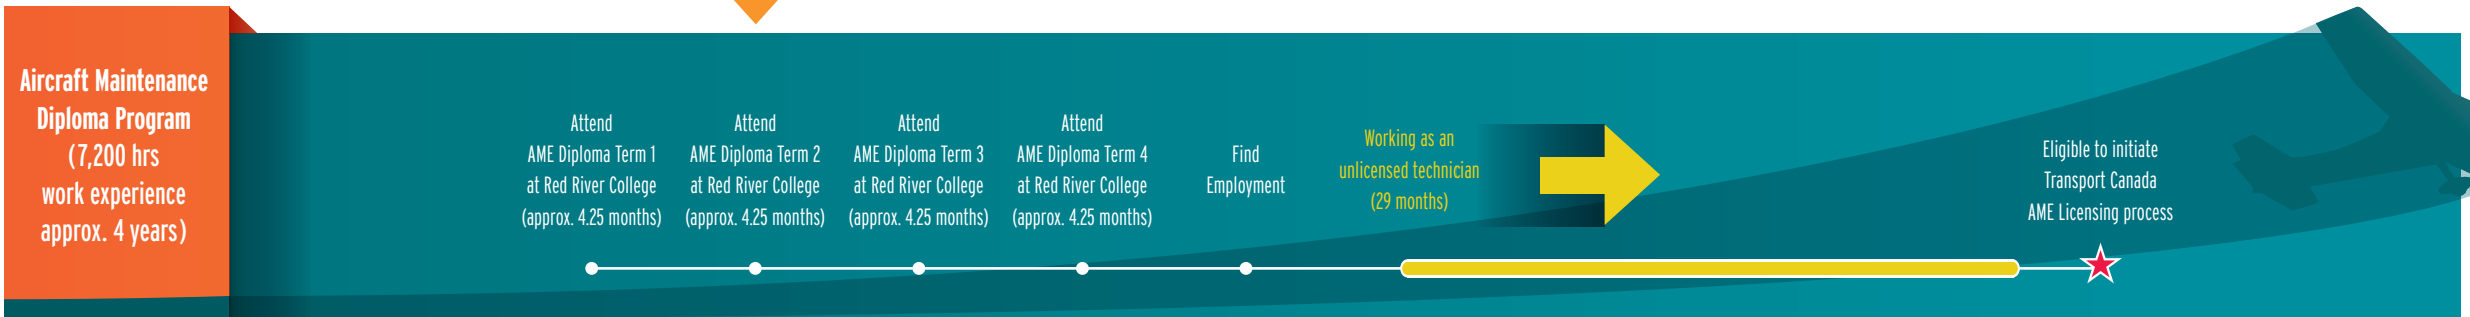 Aircraft Maintenance
Diploma Program
(7,200 hrs
work experience
approx. 4 years)
Attend
AME Diploma Term 1
at Red River College
(approx. 4.25 months)
Attend
AME Diploma Term 2
at Red River College
(approx. 4.25 months)
Attend
AME Diploma Term 3
at Red River College
(approx. 4.25 months)
Attend
AME Diploma Term 4
at Red River College
(approx. 4.25 months)
Find
Employment
Working as an
unlicensed technician
(29 months)
Eligible to initiate
Transport Canada
AME Licensing process